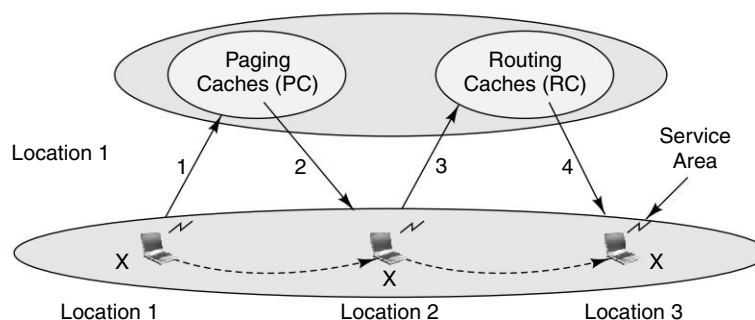 Paging
Caches (PC)
Routing
Caches (RC)
Location 1
1
2
3
4
Service
Area
X
X
X
Location 1
Location 2
Location 3